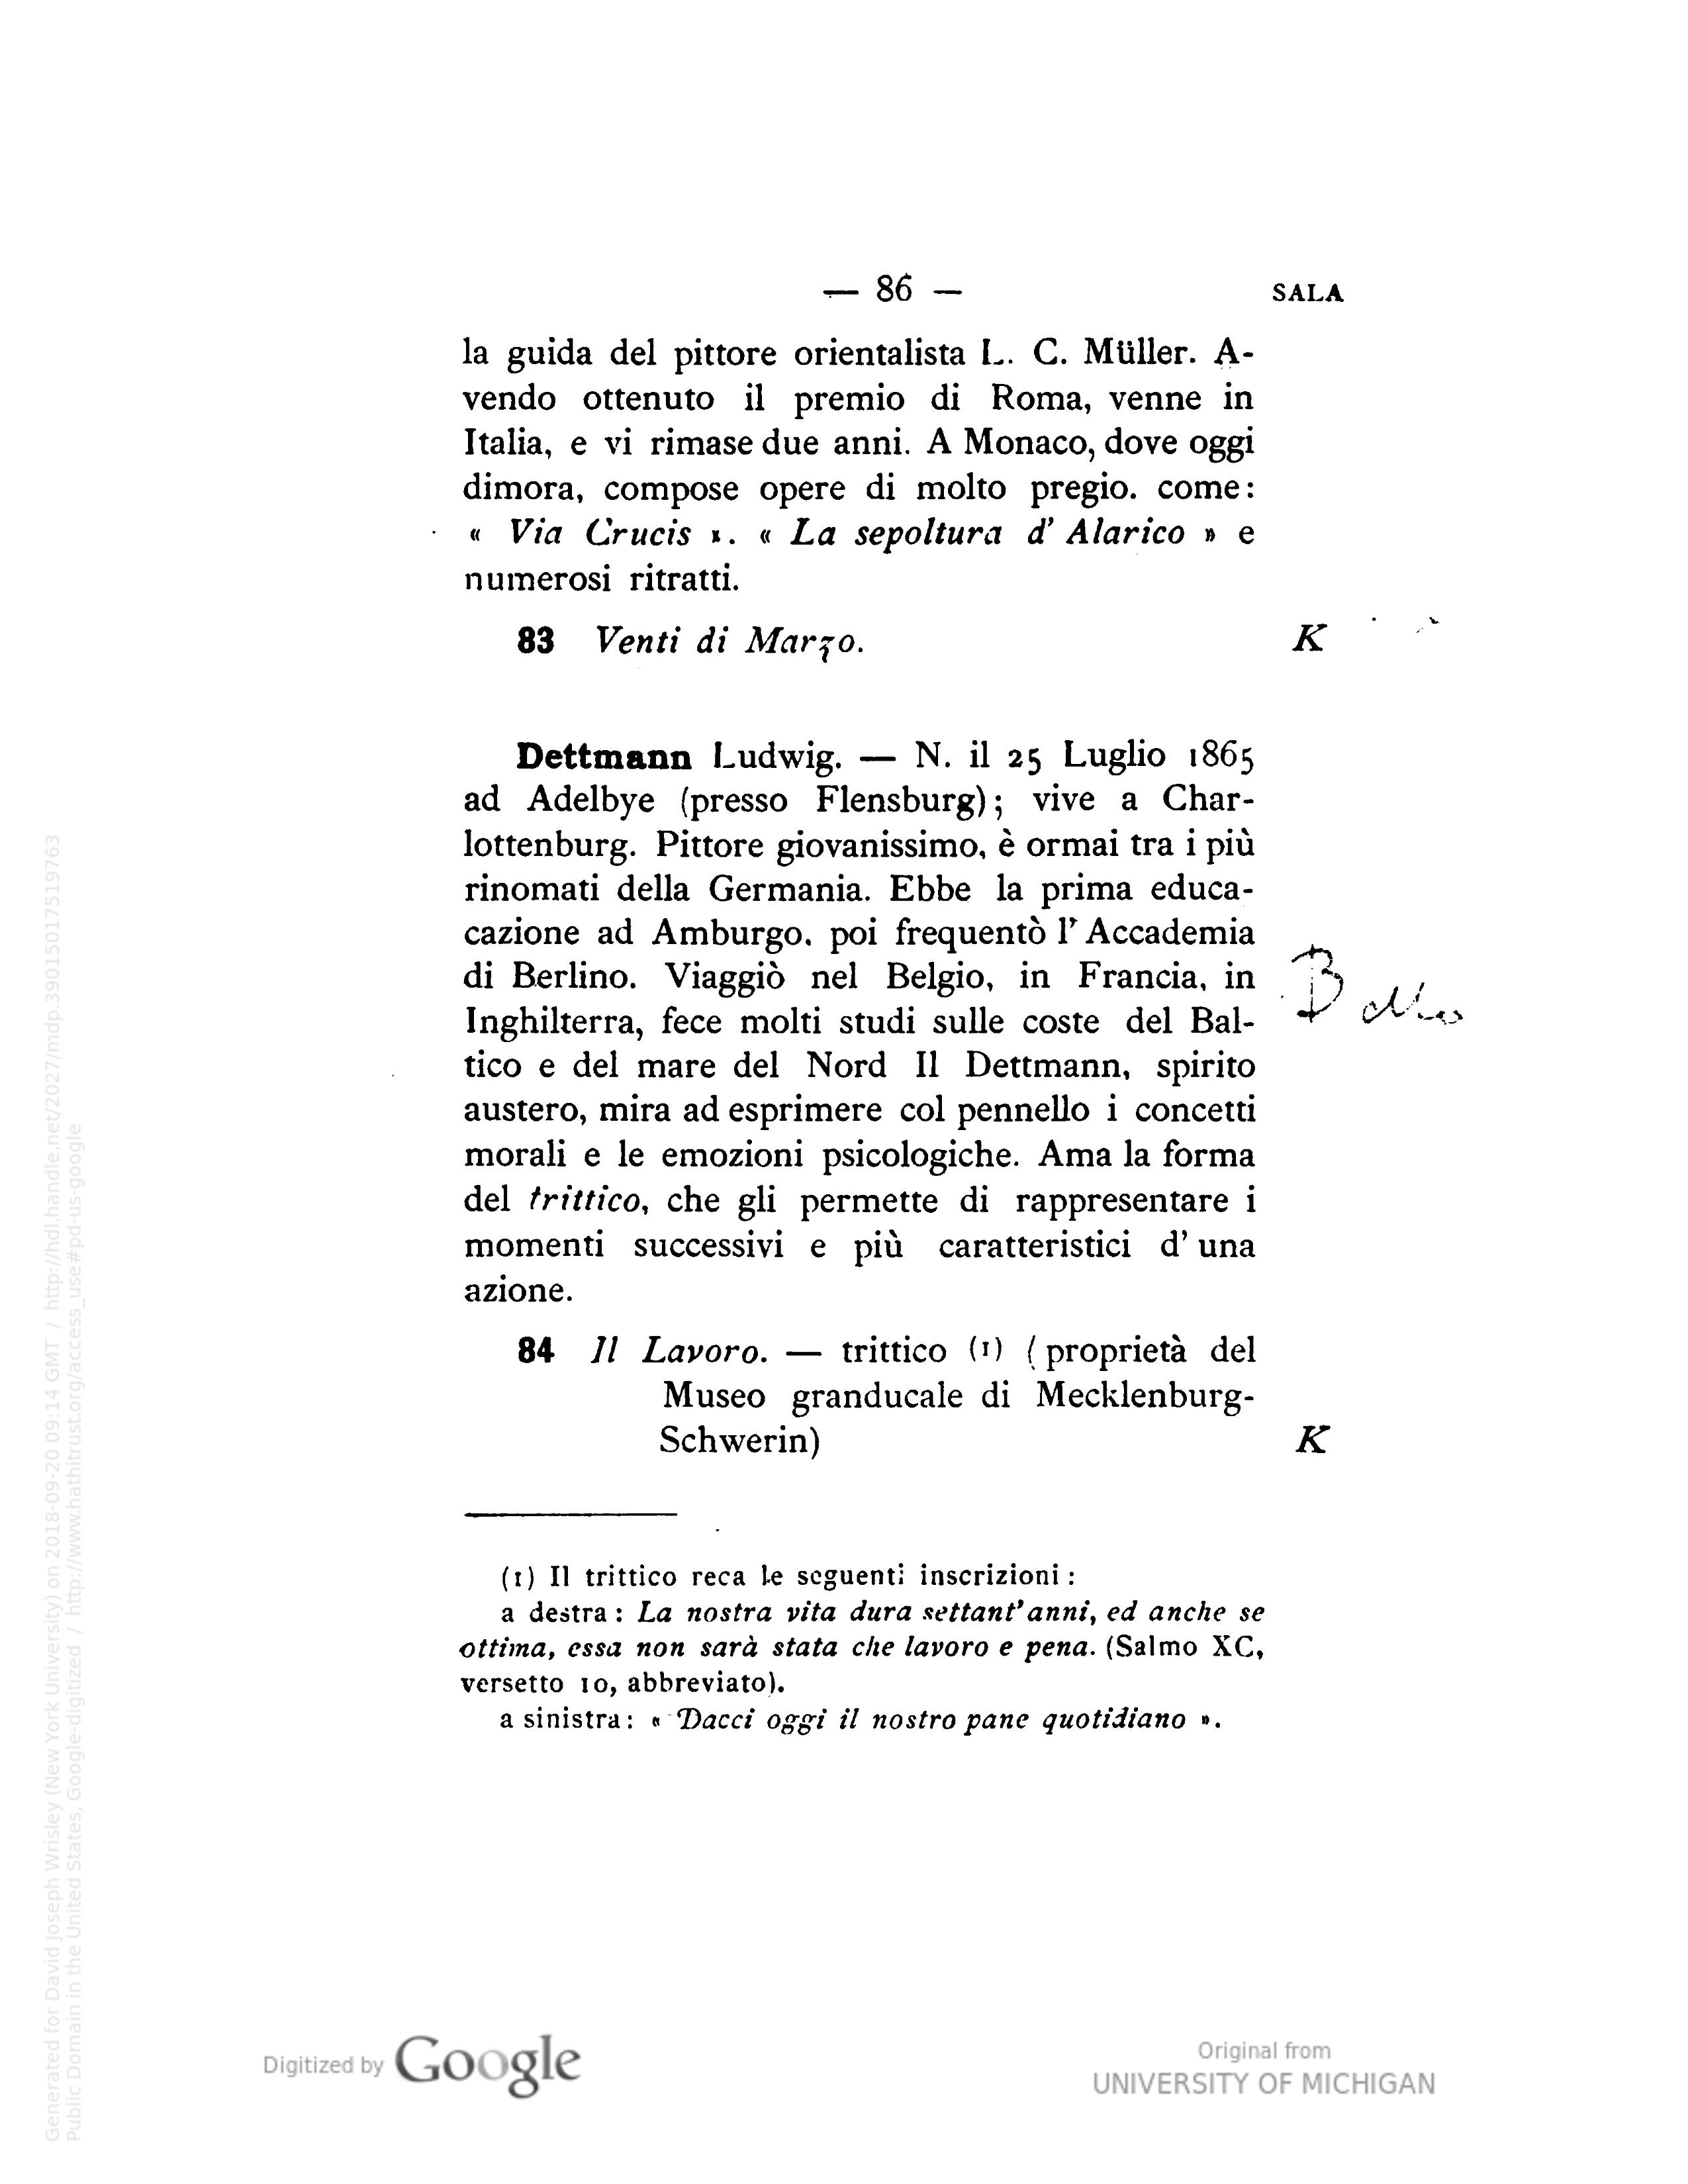 — 86 —
SALA
la guida del pittore orientalista L. C. Müller. A-
vendo ottenuto il premio di Roma, venne in
Italia, e vi rimase due anni. A Monaco, dove oggi
dimora, compose opere di molto pregio. come:
« Via Crucis ». « La sepoltura d' Alarico » e
numerosi ritratti.
83 Venti di Marzo. K
Dettmann Ludwig. — N. il 25 Luglio 1865
ad Adelbye (presso Flensburg); vive a Char-
lottenburg. Pittore giovanissimo, è ormai tra i più
rinomati della Germania. Ebbe la prima educa-
cazione ad Amburgo. poi frequentò l' Accademia
di Berlino. Viaggiò nel Belgio, in Francia, in
Inghilterra, fece molti studi sulle coste del Bal-
tico e del mare del Nord Il Dettmann, spirito
austero, mira ad esprimere col pennello i concetti
morali e le emozioni psicologiche. Ama la forma
del trittico, che gli permette di rappresentare i
momenti successivi e più caratteristici d' una
azione.
84 Il Lavoro. — trittico (1) (proprietà del
Museo granducale di Mecklenburg-
Schwerin) K
(1) Il trittico reca le seguenti inscrizioni:
a destra: La nostra vita dura settant'anni, ed anche se
ottima, essa non sarà stata che lavoro e pena. (Salmo XC,
versetto 10, abbreviato).
a sinistra: « Dacci oggi il nostro pane quotidiano ».
Digitized by Google
Original from
UNIVERSITY OF MICHIGAN
Generated for David Joseph Wrisley (New York University) on 2018-09-20 09:14 GMT / http://hdl.handle.net/2027/mdp.39015017519763
Public Domain in the United States, Google-digitized / http://www.hathitrust.org/access_use#pd-us-google